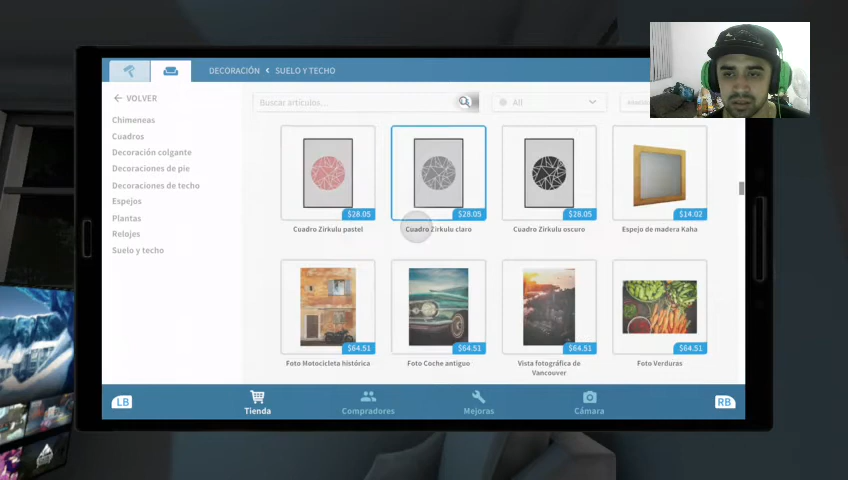 DECORACIÓN < SUELO Y TECHO
VOLVER
Buscar artículos...
All
Chimeneas
Cuadros
Decoración colgante
Decoraciones de pie
Decoraciones de techo
Espejos
Plantas
Relojes
Suelo y techo
$28.05
$28.05
$28.05
$14.02
Cuadro Zirkulu pastel
Cuadro Zirkulu claro
Cuadro Zirkulu oscuro
Espejo de madera Kaha
$64.51
$64.51
$64.51
$64.51
Foto Motocicleta histórica
Foto Coche antiguo
Vista fotográfica de
Vancouver
Foto Verduras
LB
Tienda
Compradores
Mejoras
Cámara
RB